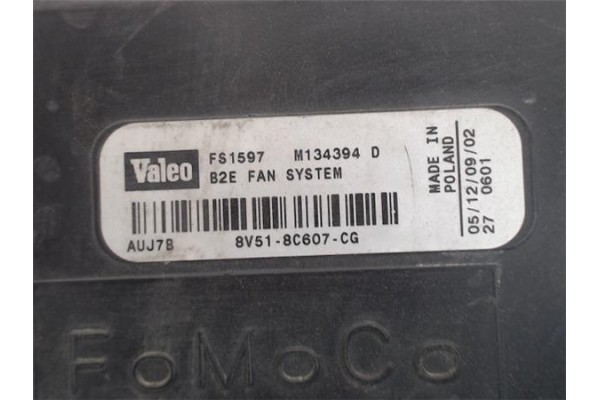 Valeo
FS1597 M134394 D
B2E FAN SYSTEM
AUJ7B 8V51-8C607-CG
MADE IN
POLAND
05/12/09/02
27 0601
FoMoCo